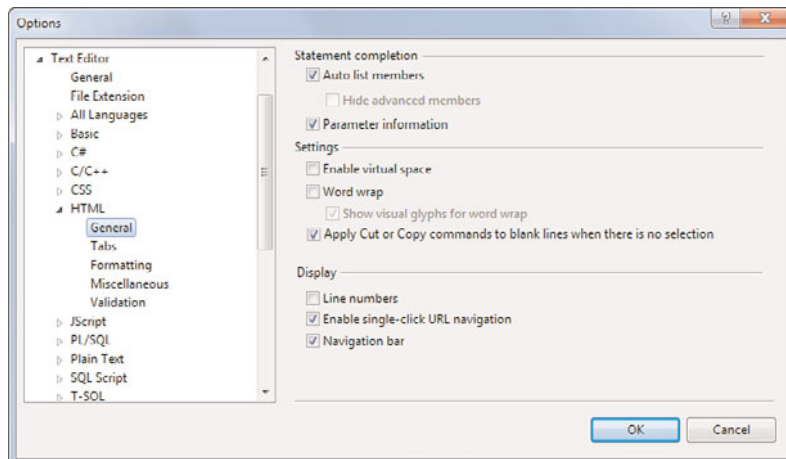 Options
Text Editor
General
File Extension
All Languages
Basic
C#
C/C++
CSS
HTML
General
Tabs
Formatting
Miscellaneous
Validation
JScript
PL/SQL
Plain Text
SQL Script
T-SQL
Statement completion
Auto list members
Hide advanced members
Parameter information
Settings
Enable virtual space
Word wrap
Show visual glyphs for word wrap
Apply Cut or Copy commands to blank lines when there is no selection
Display
Line numbers
Enable single-click URL navigation
Navigation bar
OK
Cancel